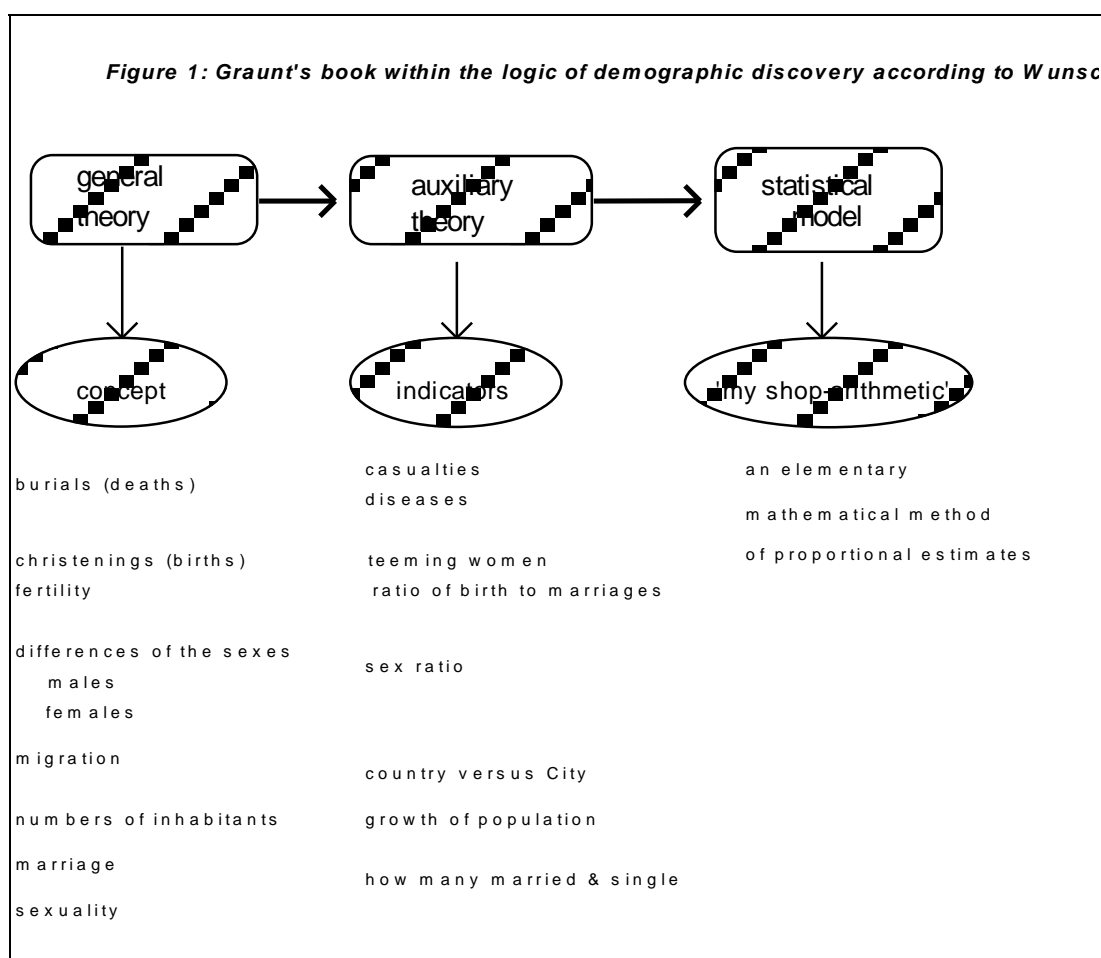 Figure 1: Graunt's book within the logic of demographic discovery according to Wunsc
general
theory
auxiliary
theory
statistical
model
concept
indicators
'my shop-arithmetic'
burials (deaths)
christenings (births)
fertility
differences of the sexes
males
females
migration
numbers of inhabitants
marriage
sexuality
casualties
diseases
teeming women
ratio of birth to marriages
sex ratio
country versus City
growth of population
how many married & single
an elementary
mathematical method
of proportional estimates